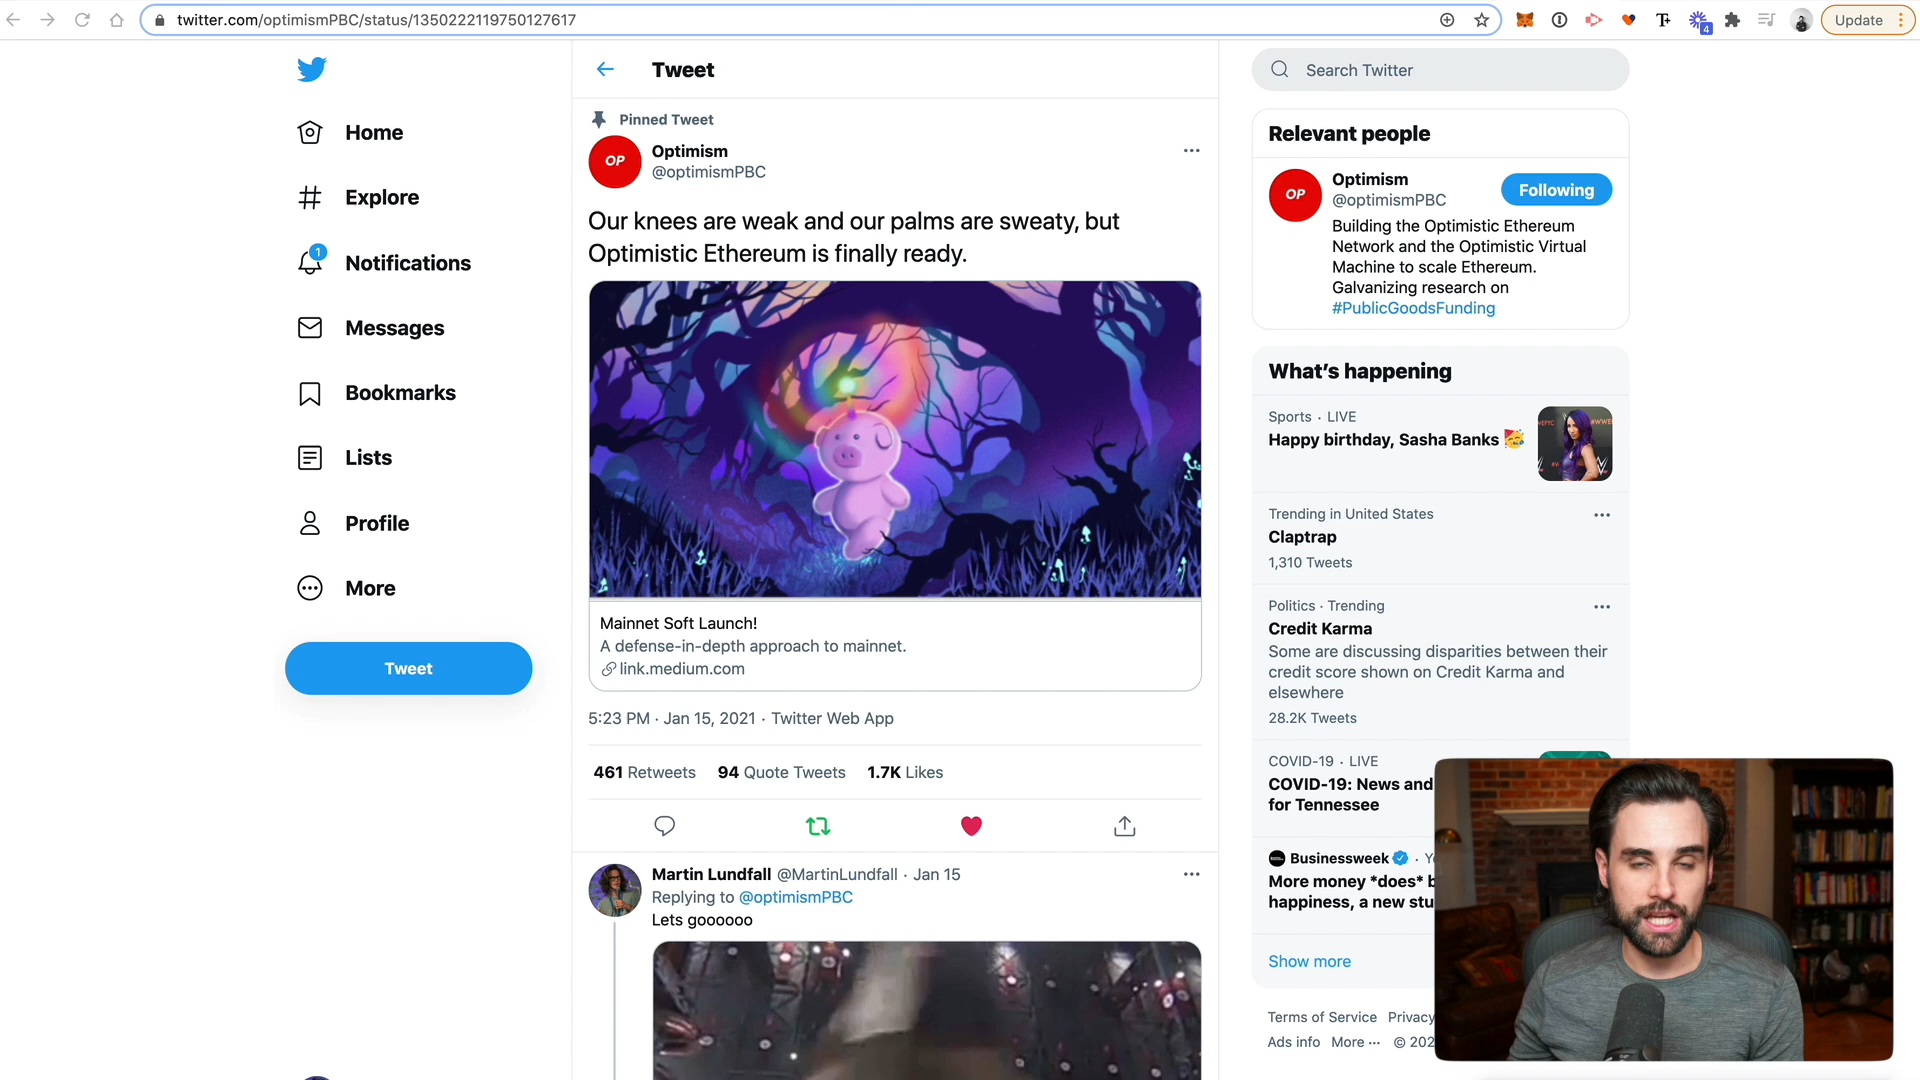 twitter.com/optimismPBC/status/1350222119750127617
4
Update
Home
Explore
1
Notifications
Messages
Bookmarks
Lists
Profile
More
Tweet
Tweet
Pinned Tweet
OP
Optimism
@optimismPBC
Our knees are weak and our palms are sweaty, but
Optimistic Ethereum is finally ready.
Mainnet Soft Launch!
A defense-in-depth approach to mainnet.
link.medium.com
5:23 PM · Jan 15, 2021 · Twitter Web App
461 Retweets 94 Quote Tweets 1.7K Likes
Martin Lundfall @MartinLundfall · Jan 15
Replying to @optimismPBC
Lets goooooo
Search Twitter
Relevant people
OP
Optimism
@optimismPBC
Following
Building the Optimistic Ethereum
Network and the Optimistic Virtual
Machine to scale Ethereum.
Galvanizing research on
#PublicGoodsFunding
What's happening
Sports · LIVE
Happy birthday, Sasha Banks 🥳
Trending in United States
Claptrap
1,310 Tweets
Politics · Trending
Credit Karma
Some are discussing disparities between their
credit score shown on Credit Karma and
elsewhere
28.2K Tweets
COVID-19 · LIVE
COVID-19: News and
for Tennessee
Businessweek ·
More money *does* b
happiness, a new stu
Show more
Terms of Service Privacy
Ads info More ··· © 202